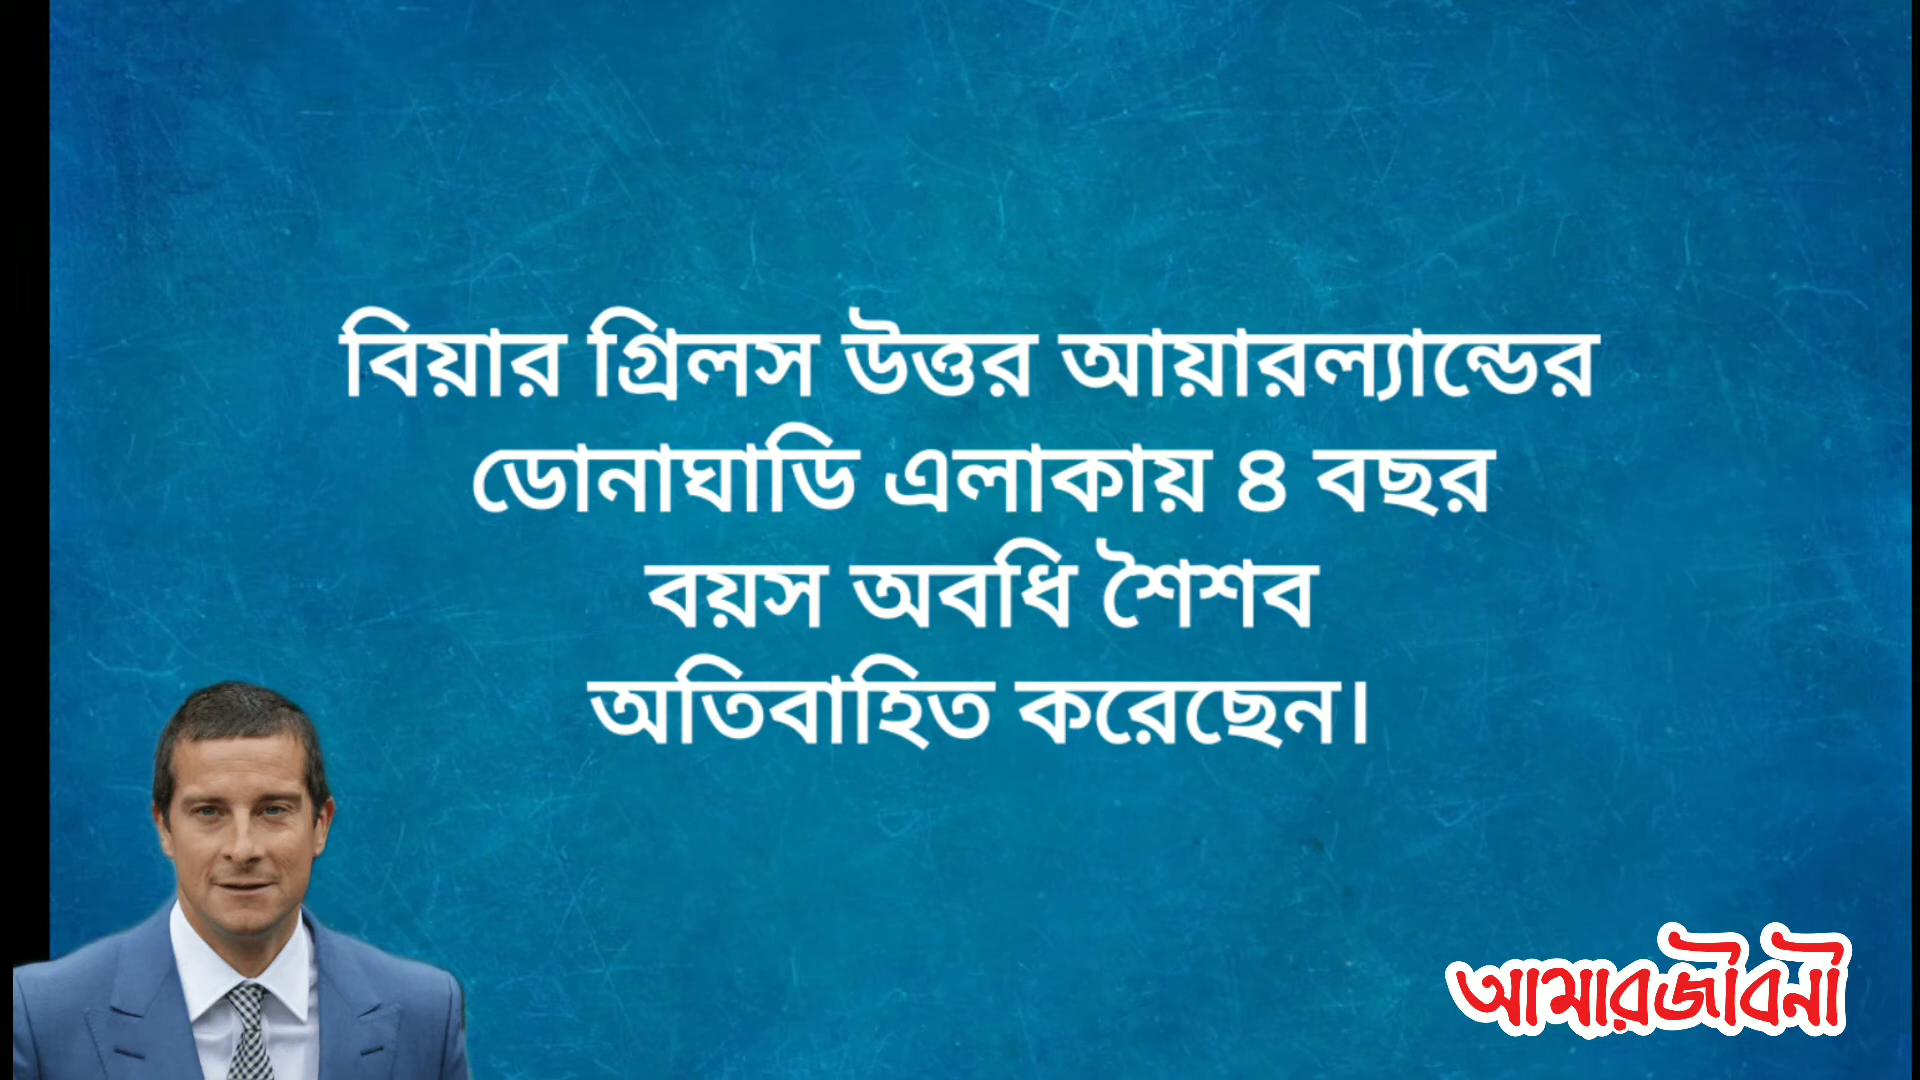 বিয়ার গ্রিলস উত্তর আয়ারল্যান্ডের
ডোনাঘাডি এলাকায় ৪ বছর
বয়স অবধি শৈশব
অতিবাহিত করেছেন।
আমারজীবনী